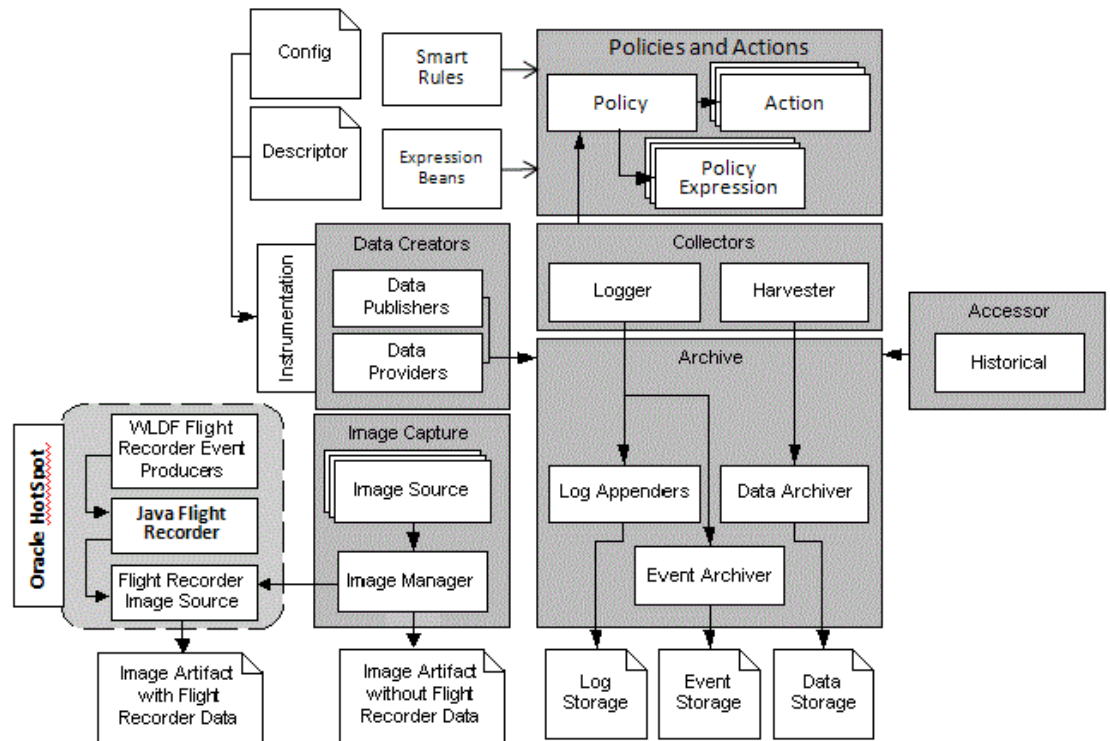 Config
Descriptor
Smart
Rules
Expression
Beans
Policies and Actions
Policy
Action
Policy
Expression
Instrumentation
Data Creators
Data
Publishers
Data
Providers
Collectors
Logger
Harvester
Accessor
Historical
Archive
Log Appenders
Data Archiver
Event Archiver
Oracle HotSpot
WLDF Flight
Recorder Event
Producers
Java Flight
Recorder
Flight Recorder
Image Source
Image Capture
Image Source
Image Manager
Image Artifact
with Flight
Recorder Data
Image Artifact
without Flight
Recorder Data
Log
Storage
Event
Storage
Data
Storage